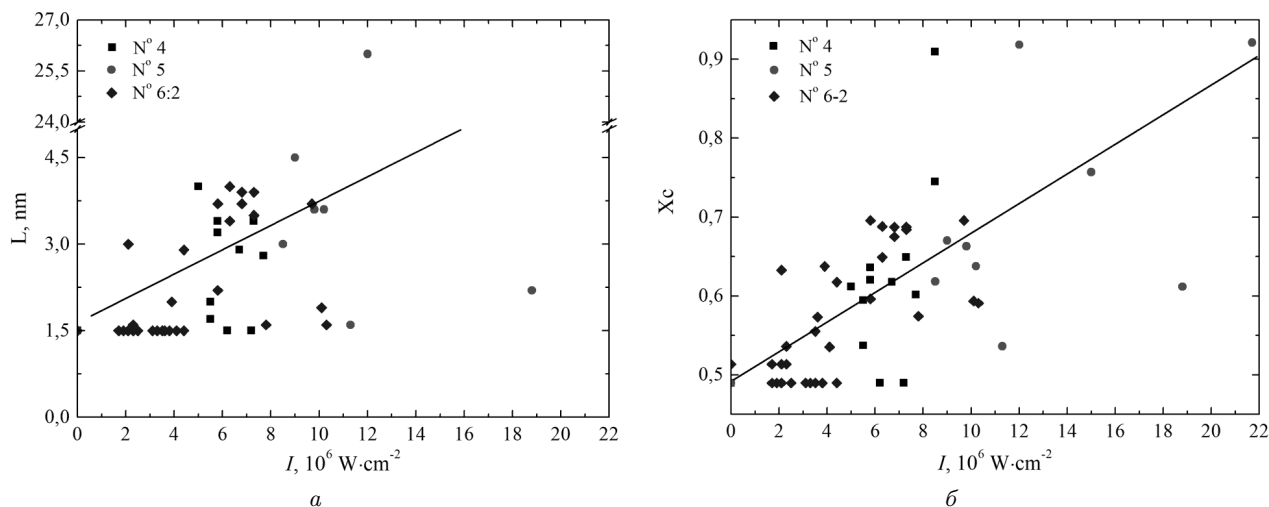 27,0
25,5
24,0
4,5
3,0
1,5
0,0
L, nm
N° 4
N° 5
N° 6:2
0 2 4 6 8 10 12 14 16 18 20 22
I, 10⁶ W·cm⁻²
а
0,9
0,8
0,7
0,6
0,5
Xc
N° 4
N° 5
N° 6-2
0 2 4 6 8 10 12 14 16 18 20 22
I, 10⁶ W·cm⁻²
б